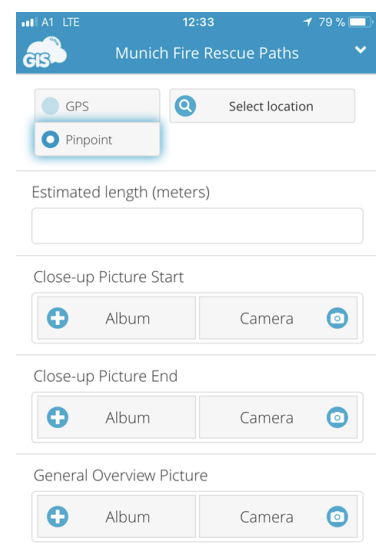 A1 LTE 12:33 79 %
GIS Munich Fire Rescue Paths
GPS Select location
Pinpoint
Estimated length (meters)
Close-up Picture Start
Album Camera
Close-up Picture End
Album Camera
General Overview Picture
Album Camera